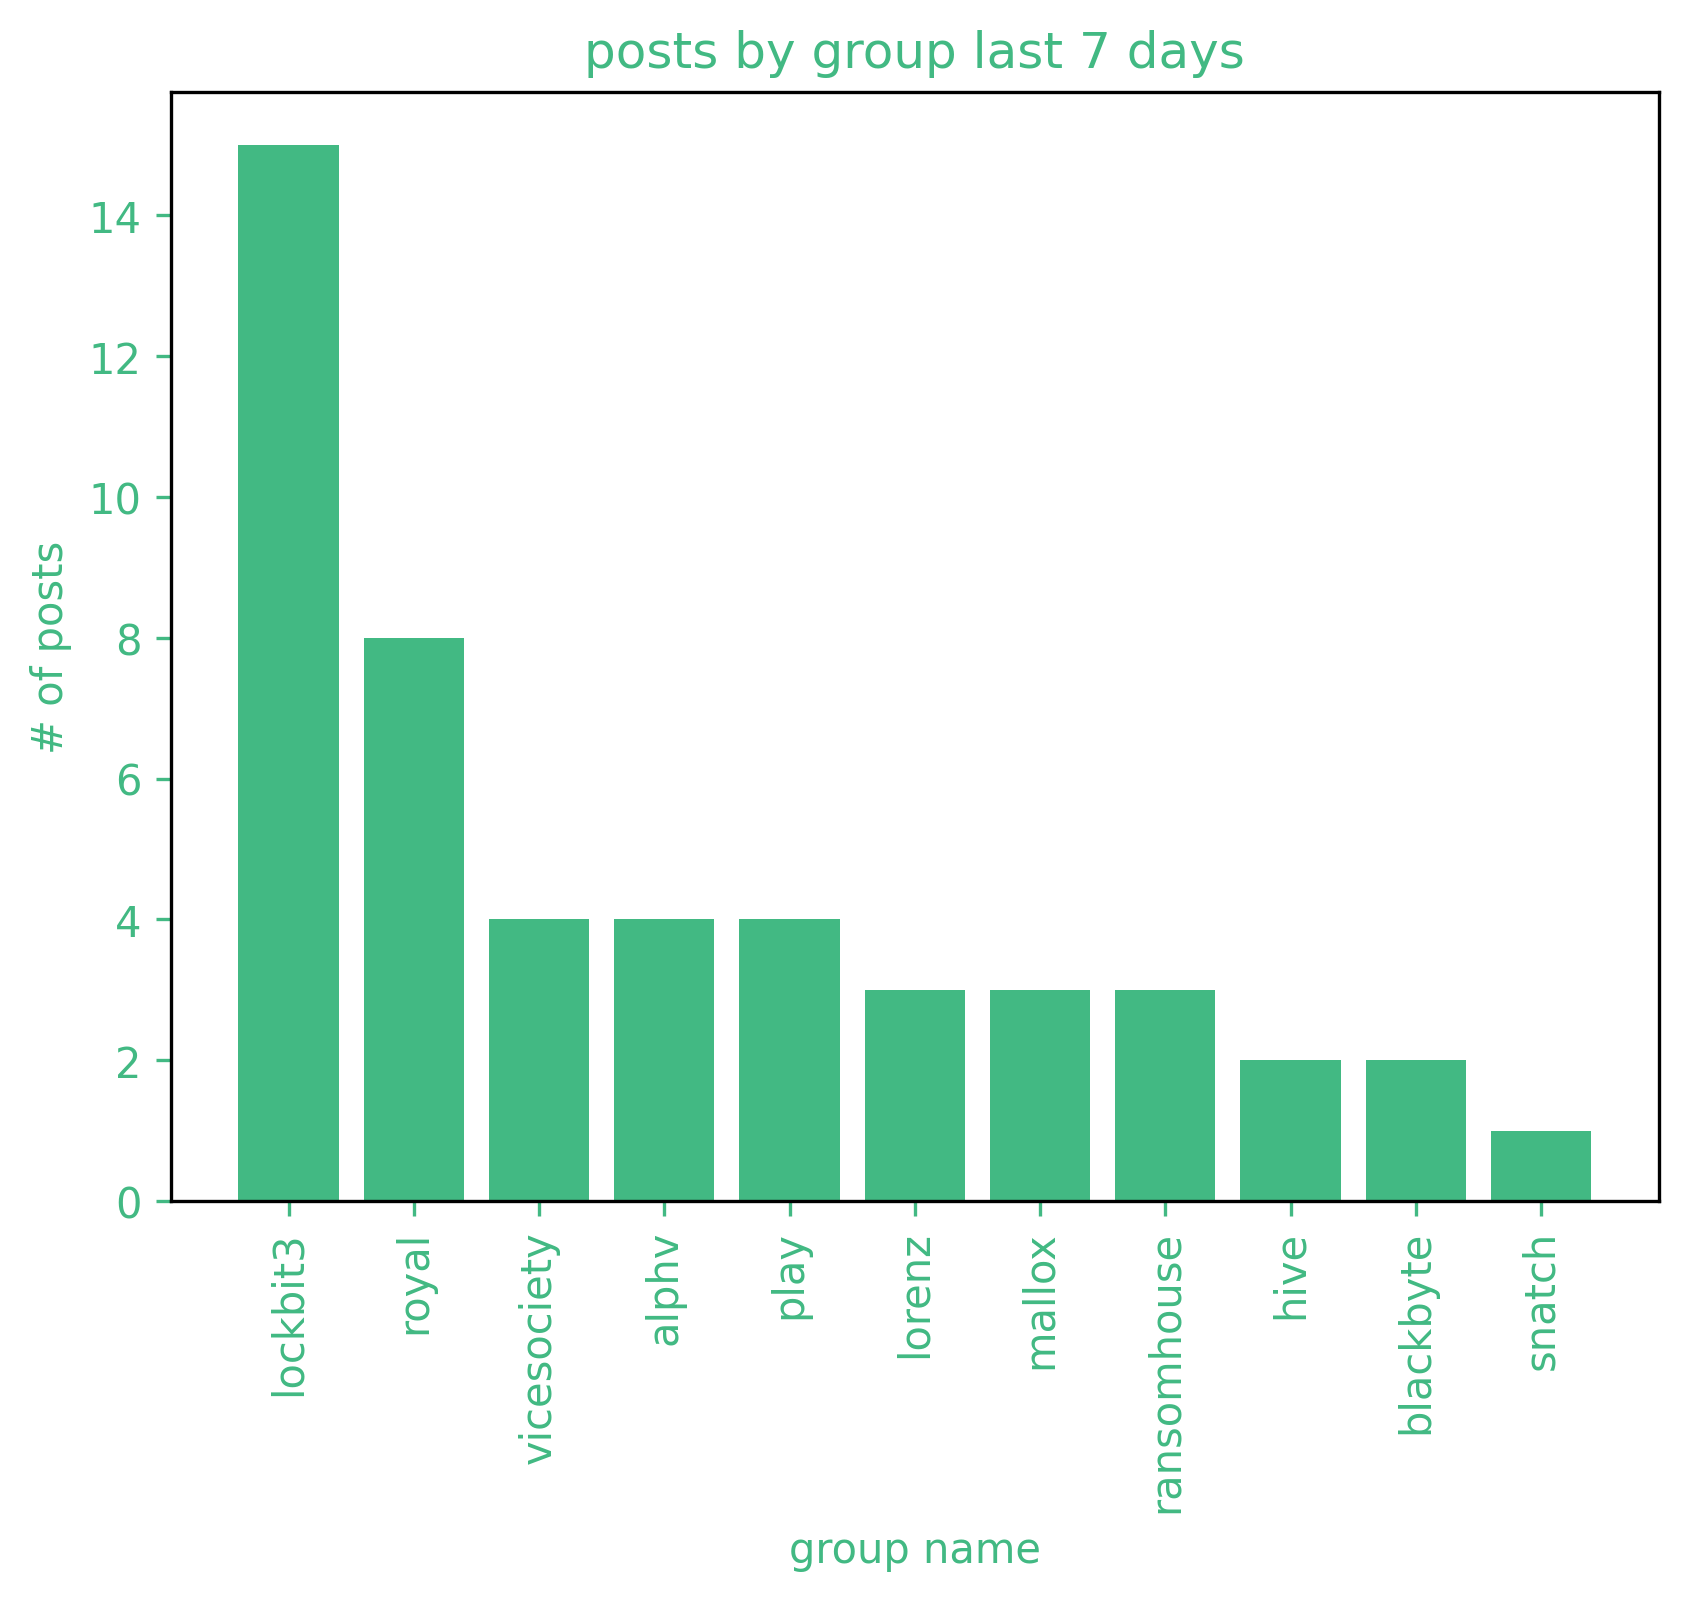 posts by group last 7 days
# of posts
14
12
10
8
6
4
2
0
lockbit3
royal
vicesociety
alphv
play
lorenz
mallox
ransomhouse
hive
blackbyte
snatch
group name